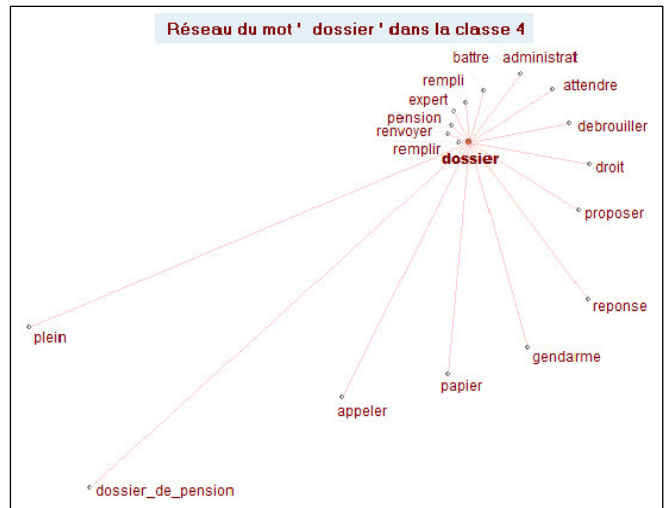 Réseau du mot ' dossier ' dans la classe 4
battre
administrat
rempli
attendre
expert
pension
debrouiller
renvoyer
remplir
dossier
droit
proposer
reponse
plein
gendarme
papier
appeler
dossier_de_pension